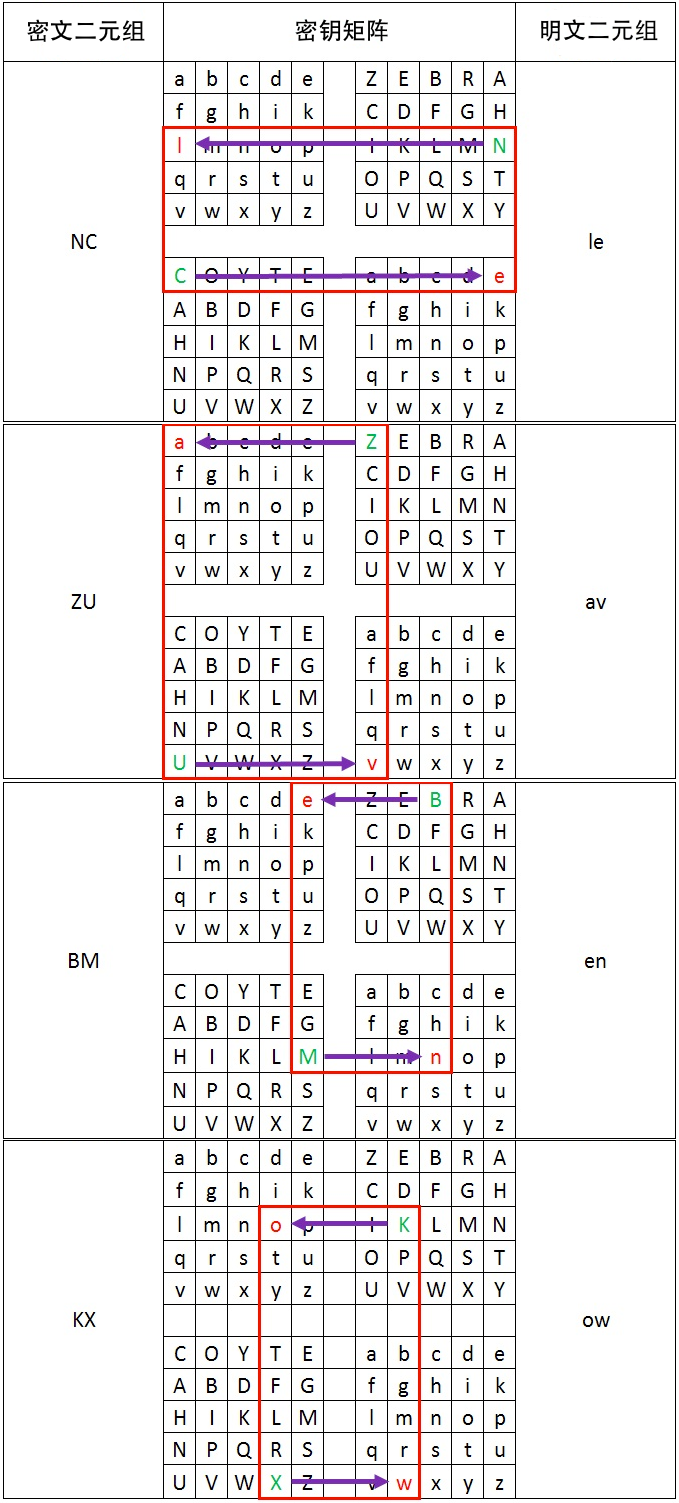 密文二元组 密钥矩阵 明文二元组
a b c d e Z E B R A
f g h i k C D F G H
l m n o p I K L M N
q r s t u O P Q S T
v w x y z U V W X Y
NC le
C O Y T E a b c d e
A B D F G f g h i k
H I K L M l m n o p
N P Q R S q r s t u
U V W X Z v w x y z
a b c d e Z E B R A
f g h i k C D F G H
l m n o p I K L M N
q r s t u O P Q S T
v w x y z U V W X Y
ZU av
C O Y T E a b c d e
A B D F G f g h i k
H I K L M l m n o p
N P Q R S q r s t u
U V W X Z v w x y z
a b c d e Z E B R A
f g h i k C D F G H
l m n o p I K L M N
q r s t u O P Q S T
v w x y z U V W X Y
BM en
C O Y T E a b c d e
A B D F G f g h i k
H I K L M l m n o p
N P Q R S q r s t u
U V W X Z v w x y z
a b c d e Z E B R A
f g h i k C D F G H
l m n o p I K L M N
q r s t u O P Q S T
v w x y z U V W X Y
KX ow
C O Y T E a b c d e
A B D F G f g h i k
H I K L M l m n o p
N P Q R S q r s t u
U V W X Z v w x y z